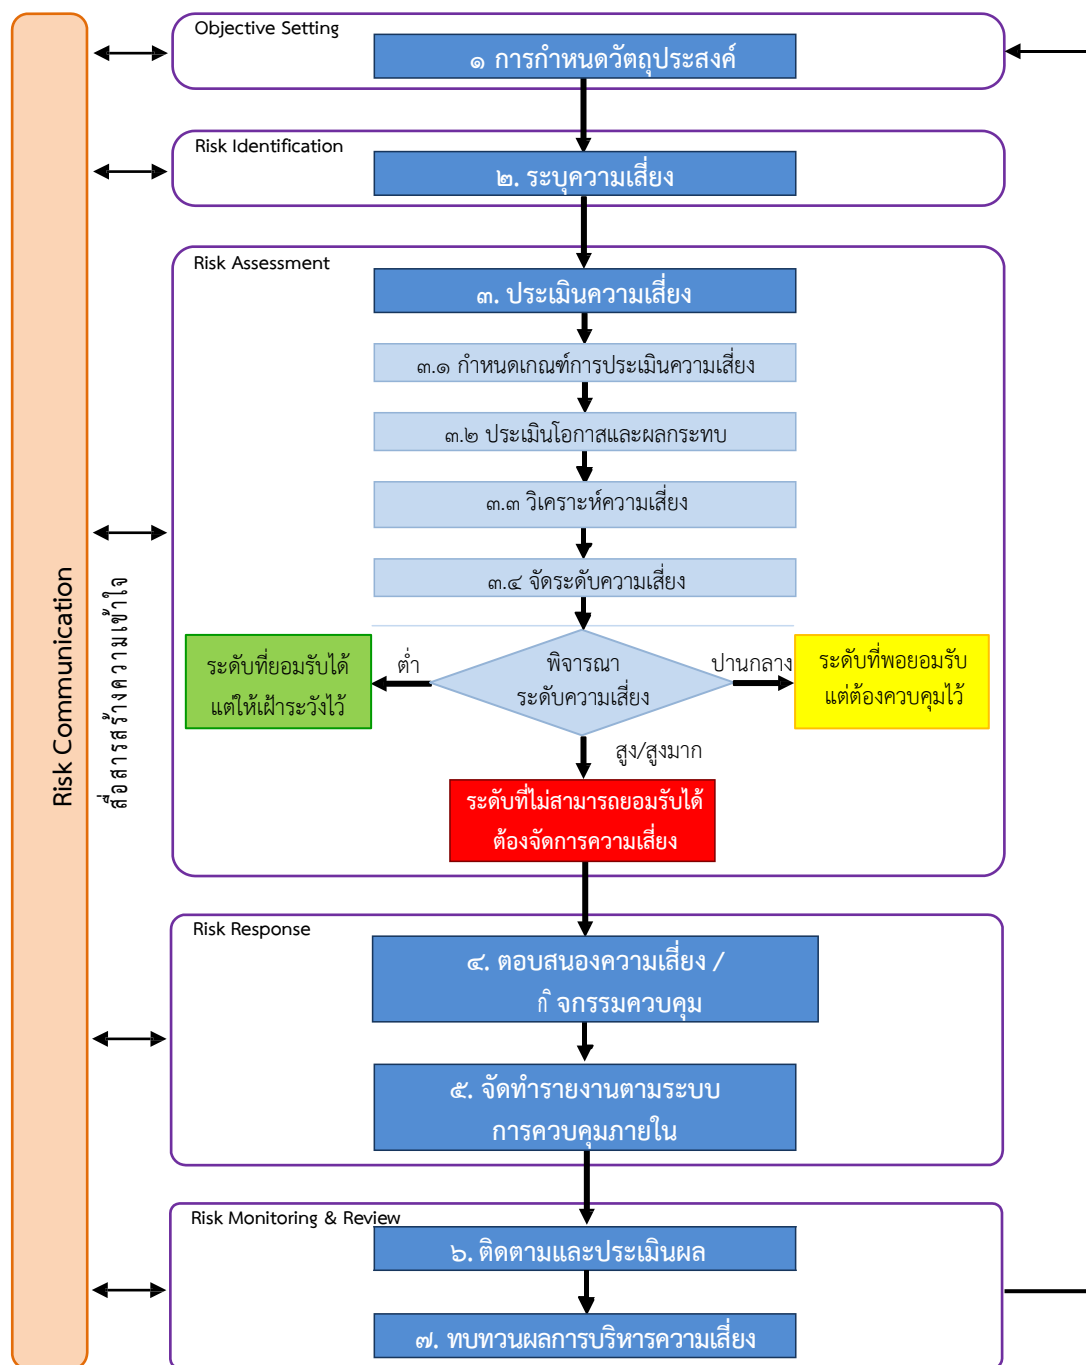 Objective Setting
๑ การกำหนดวัตถุประสงค์
Risk Identification
๒. ระบุความเสี่ยง
Risk Assessment
๓. ประเมินความเสี่ยง
๓.๑ กำหนดเกณฑ์การประเมินความเสี่ยง
๓.๒ ประเมินโอกาสและผลกระทบ
๓.๓ วิเคราะห์ความเสี่ยง
๓.๔ จัดระดับความเสี่ยง
ระดับที่ยอมรับได้
แต่ให้เฝ้าระวังไว้
ต่ำ
พิจารณา
ระดับความเสี่ยง
ปานกลาง
ระดับที่พอยอมรับ
แต่ต้องควบคุมไว้
สูง/สูงมาก
ระดับที่ไม่สามารถยอมรับได้
ต้องจัดการความเสี่ยง
Risk Communication
สื่อสารสร้างความเข้าใจ
Risk Response
๔. ตอบสนองความเสี่ยง /
กิจกรรมควบคุม
๕. จัดทำรายงานตามระบบ
การควบคุมภายใน
Risk Monitoring & Review
๖. ติดตามและประเมินผล
๗. ทบทวนผลการบริหารความเสี่ยง